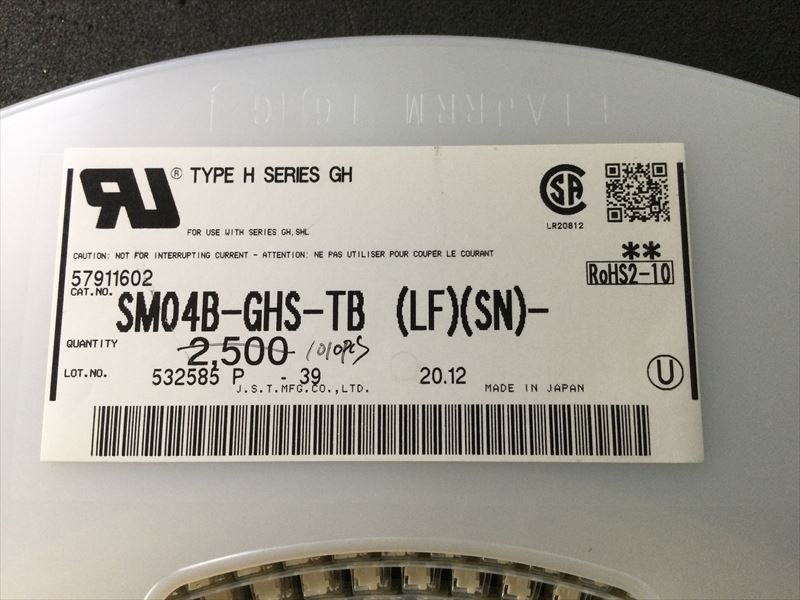 ® TYPE H SERIES GH
FOR USE WITH SERIES GH,SHL
LR20812
CAUTION: NOT FOR INTERRUPTING CURRENT - ATTENTION: NE PAS UTILISER POUR COUPER LE COURANT
**
57911602
RoHS2-10
CAT.NO. SM04B-GHS-TB (LF)(SN)-
QUANTITY 2,500 1010pcs
LOT.NO. 532585 P - 39 20.12
J.S.T.MFG.CO.,LTD. MADE IN JAPAN
U